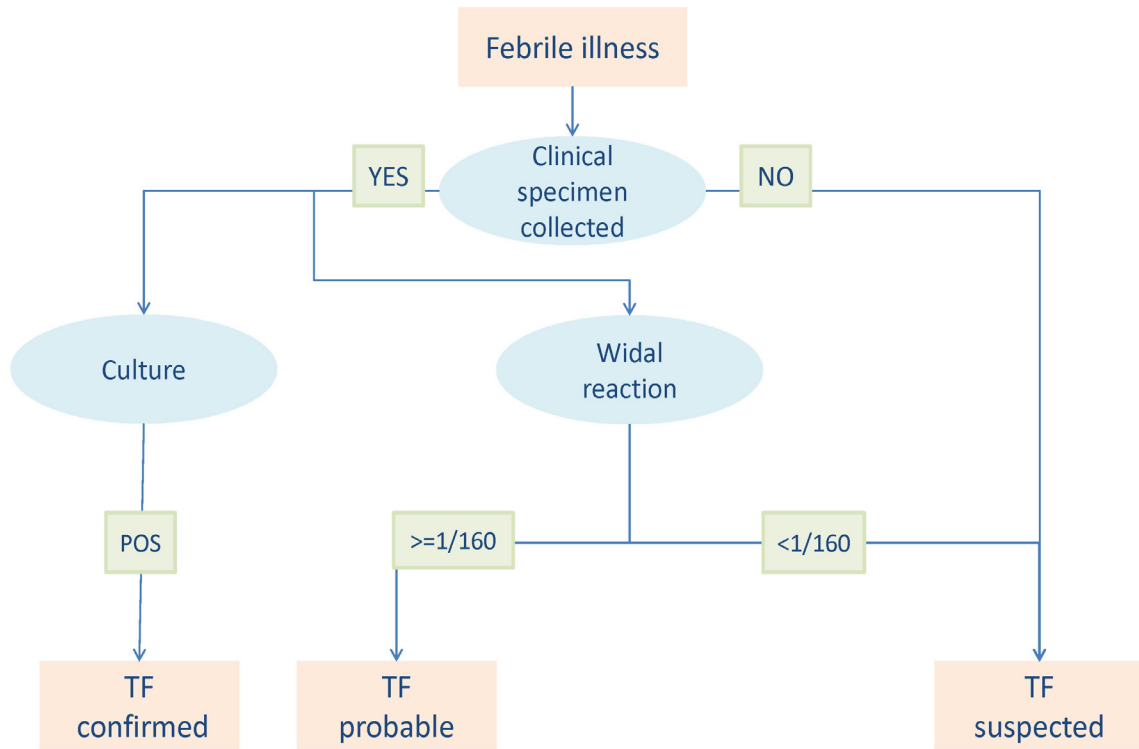 Febrile illness
YES
Clinical
specimen
collected
NO
Culture
Widal
reaction
POS
>=1/160
<1/160
TF
confirmed
TF
probable
TF
suspected